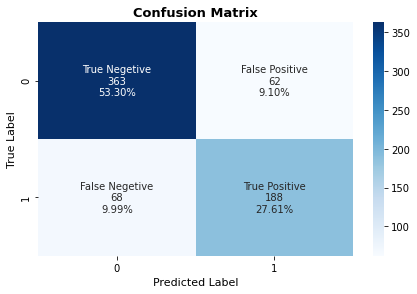 Confusion Matrix
True Negetive
363
53.30%
False Positive
62
9.10%
False Negetive
68
9.99%
True Positive
188
27.61%
0
1
True Label
0
1
Predicted Label
350
300
250
200
150
100